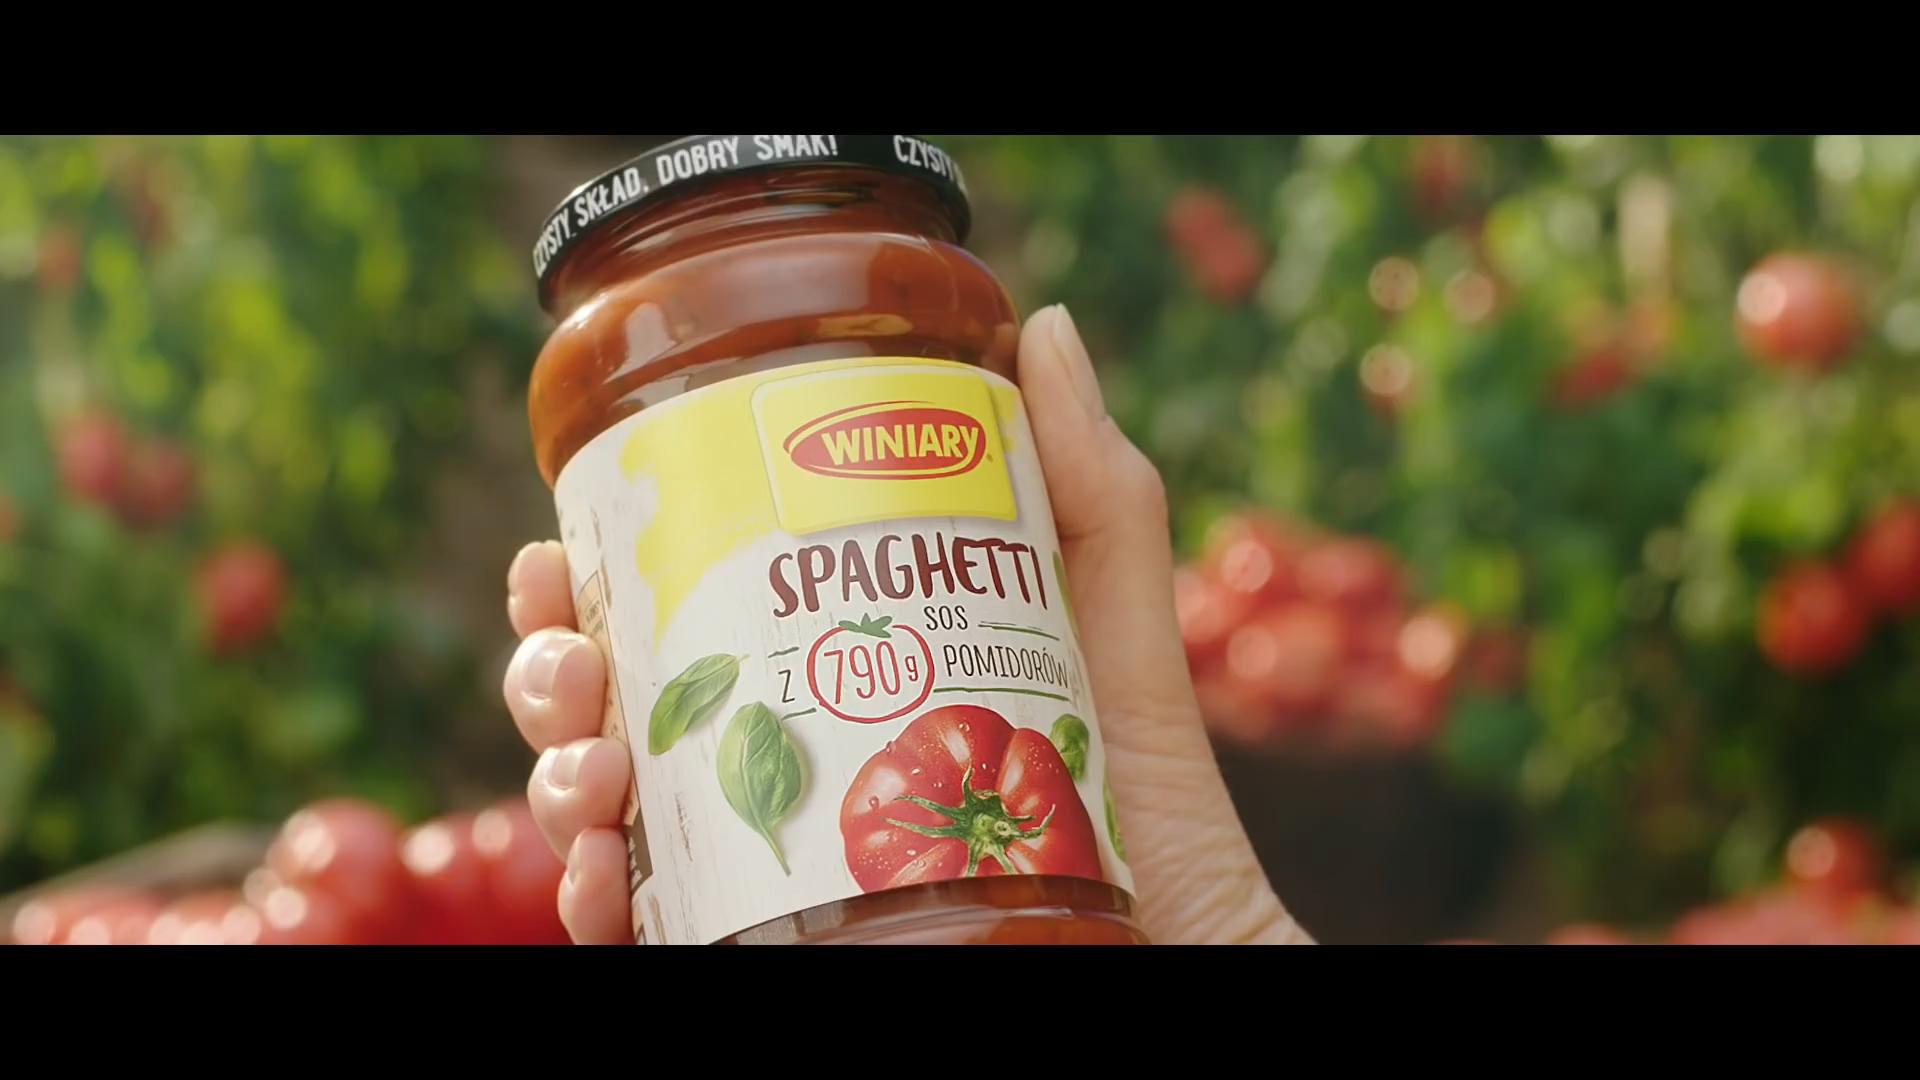 CZYSTY SKŁAD, DOBRY SMAK! CZYSTY
WINIARY
SPAGHETTI
SOS
Z 790g POMIDORÓW